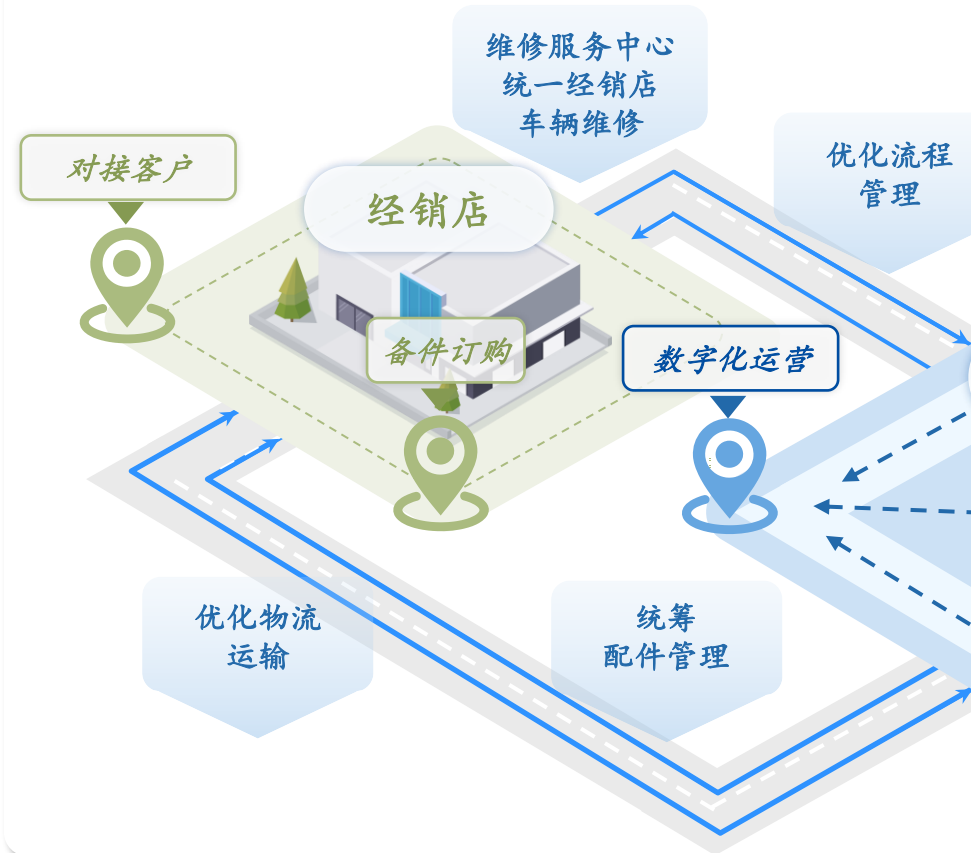 维修服务中心
统一经销店
车辆维修
对接客户
优化流程
管理
经销店
备件订购
数字化运营
优化物流
运输
统筹
配件管理